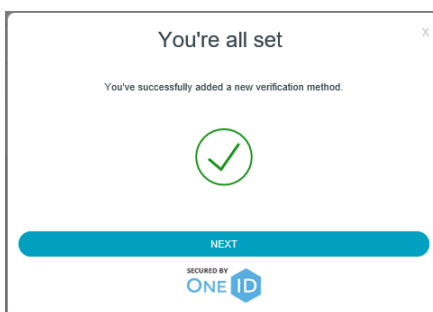 You're all set
X
You've successfully added a new verification method.
NEXT
SECURED BY
ONE ID